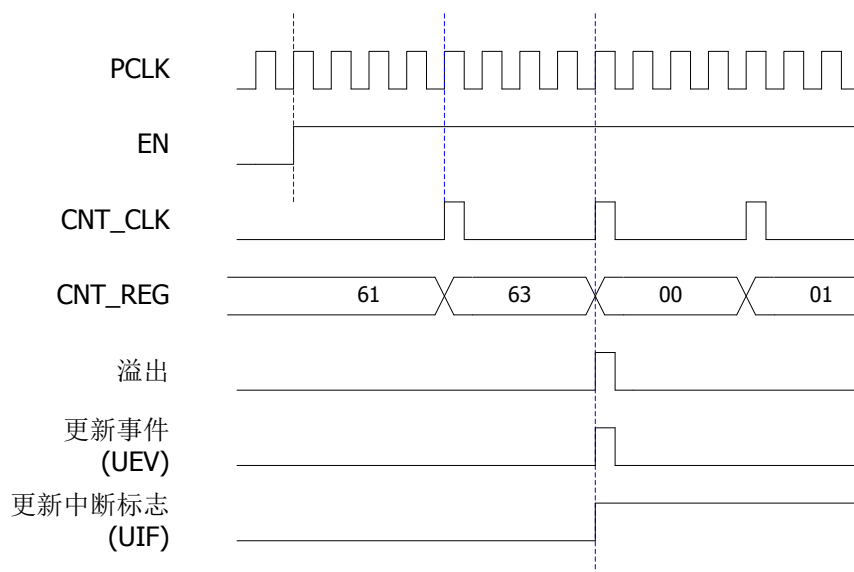 PCLK
EN
CNT_CLK
CNT_REG
61
63
00
01
溢出
更新事件
(UEV)
更新中断标志
(UIF)